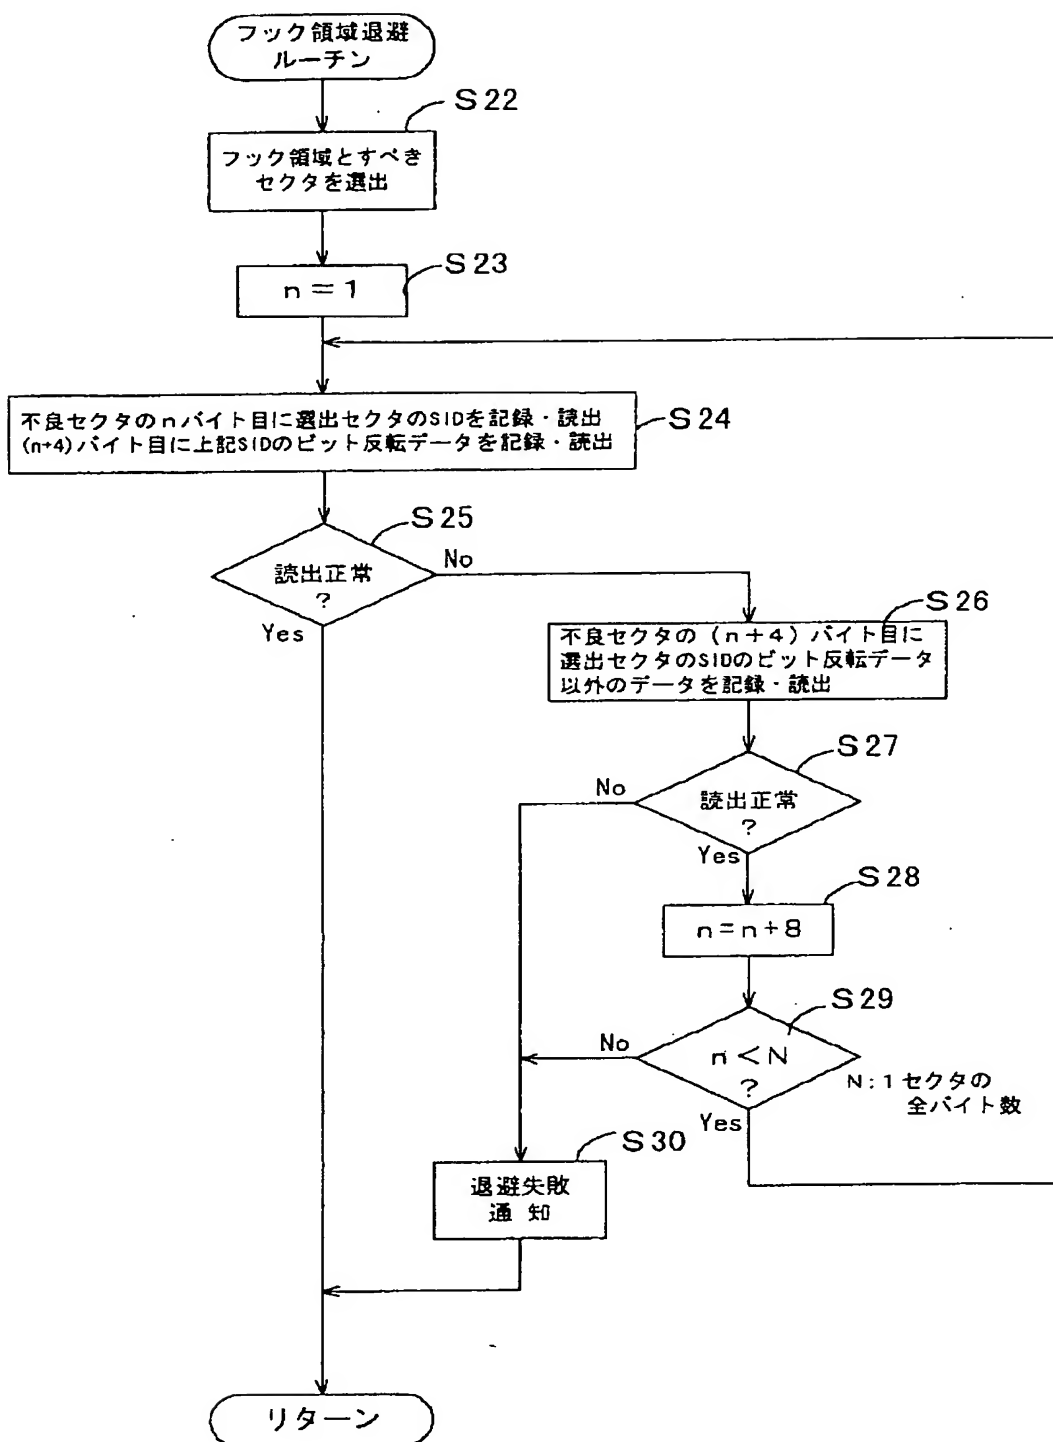 フック領域退避
ルーチン
S22
フック領域とすべき
セクタを選出
S23
n=1
不良セクタのnバイト目に選出セクタのSIDを記録・読出
(n+4)バイト目に上記SIDのビット反転データを記録・読出
S24
S25
読出正常
?
No
Yes
S26
不良セクタの(n+4)バイト目に
選出セクタのSIDのビット反転データ
以外のデータを記録・読出
S27
No
読出正常
?
Yes
S28
n=n+8
S29
No
n<N
?
N:1セクタの
全バイト数
Yes
S30
退避失敗
通 知
リターン